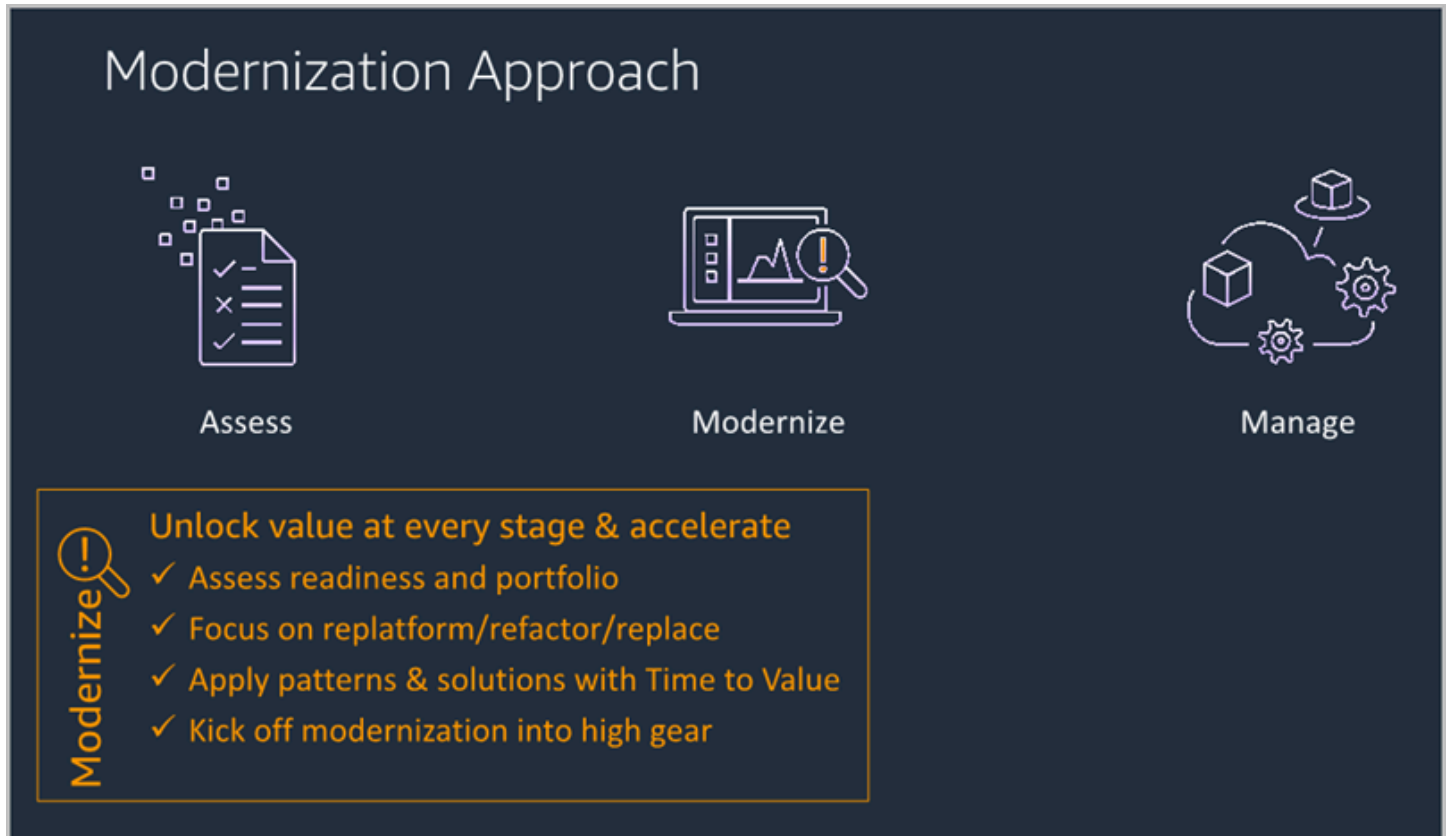 Modernization Approach
Assess
Modernize
Manage
Modernize
Unlock value at every stage & accelerate
✓ Assess readiness and portfolio
✓ Focus on replatform/refactor/replace
✓ Apply patterns & solutions with Time to Value
✓ Kick off modernization into high gear